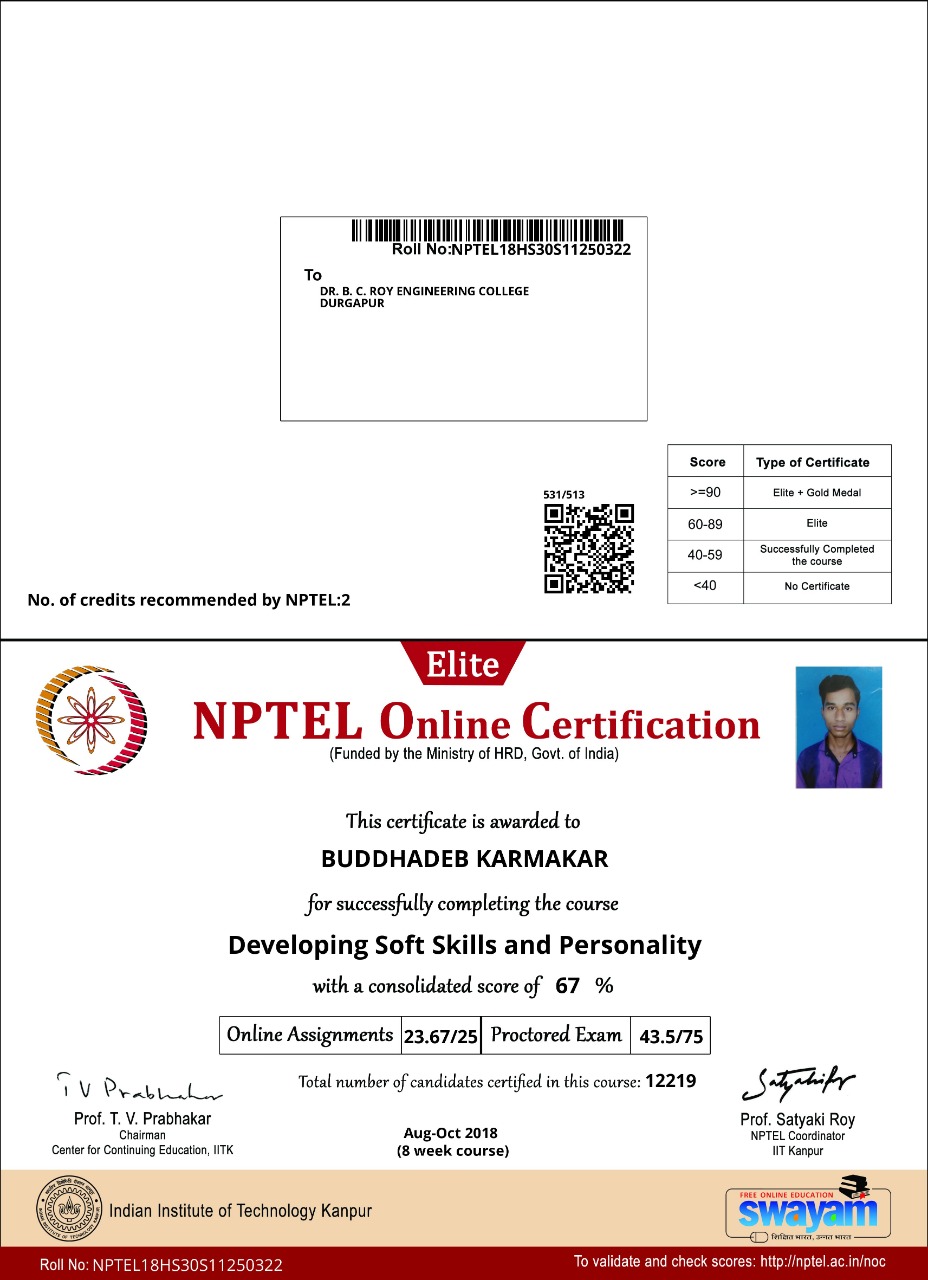 Roll No:NPTEL18HS30S11250322
To
DR. B. C. ROY ENGINEERING COLLEGE
DURGAPUR
531/513
Score Type of Certificate
>=90 Elite + Gold Medal
60-89 Elite
40-59 Successfully Completed
the course
<40 No Certificate
No. of credits recommended by NPTEL:2
Elite
NPTEL Online Certification
(Funded by the Ministry of HRD, Govt. of India)
This certificate is awarded to
BUDDHADEB KARMAKAR
for successfully completing the course
Developing Soft Skills and Personality
with a consolidated score of 67 %
Online Assignments 23.67/25 Proctored Exam 43.5/75
Total number of candidates certified in this course: 12219
T V Prabhakar
Prof. T. V. Prabhakar
Chairman
Center for Continuing Education, IITK
Aug-Oct 2018
(8 week course)
Prof. Satyaki Roy
NPTEL Coordinator
IIT Kanpur
Indian Institute of Technology Kanpur
FREE ONLINE EDUCATION
swayam
शिक्षित भारत, उन्नत भारत
Roll No: NPTEL18HS30S11250322
To validate and check scores: http://nptel.ac.in/noc